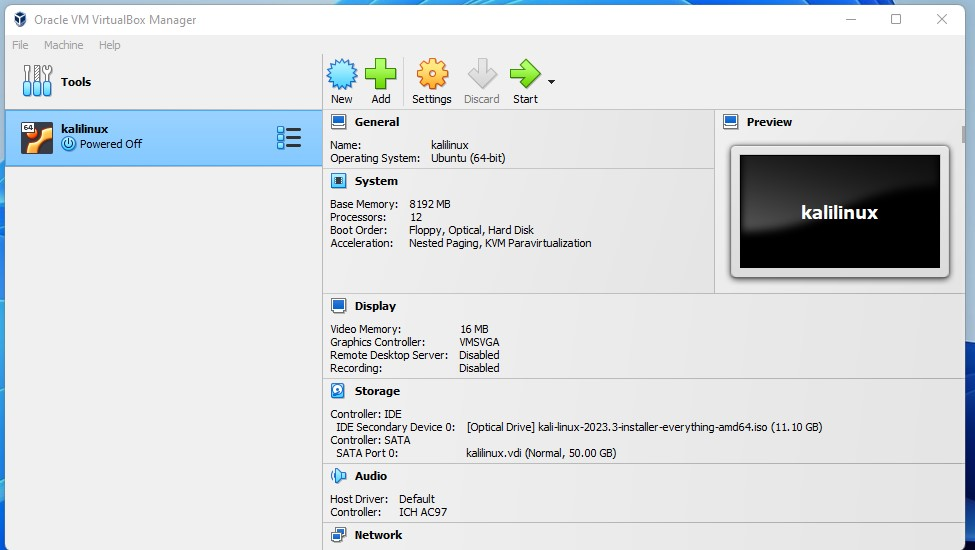 Oracle VM VirtualBox Manager
File Machine Help
Tools
New Add Settings Discard Start
64
kalilinux
Powered Off
General
Name: kalilinux
Operating System: Ubuntu (64-bit)
System
Base Memory: 8192 MB
Processors: 12
Boot Order: Floppy, Optical, Hard Disk
Acceleration: Nested Paging, KVM Paravirtualization
Preview
kalilinux
Display
Video Memory: 16 MB
Graphics Controller: VMSVGA
Remote Desktop Server: Disabled
Recording: Disabled
Storage
Controller: IDE
IDE Secondary Device 0: [Optical Drive] kali-linux-2023.3-installer-everything-amd64.iso (11.10 GB)
Controller: SATA
SATA Port 0: kalilinux.vdi (Normal, 50.00 GB)
Audio
Host Driver: Default
Controller: ICH AC97
Network